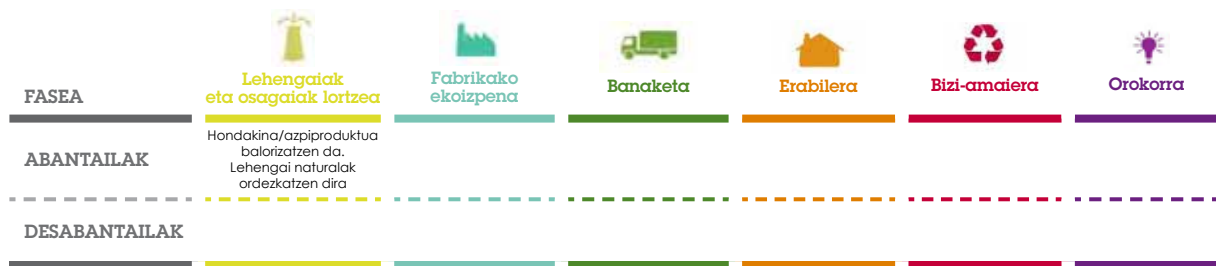 FASEA
Lehengaiak
eta osagaiak lortzea
Fabrikako
ekoizpena
Banaketa
Erabilera
Bizi-amaiera
Orokorra
ABANTAILAK
Hondakina/azpiproduktua
balorizatzen da.
Lehengai naturalak
ordezkatzen dira
DESABANTAILAK